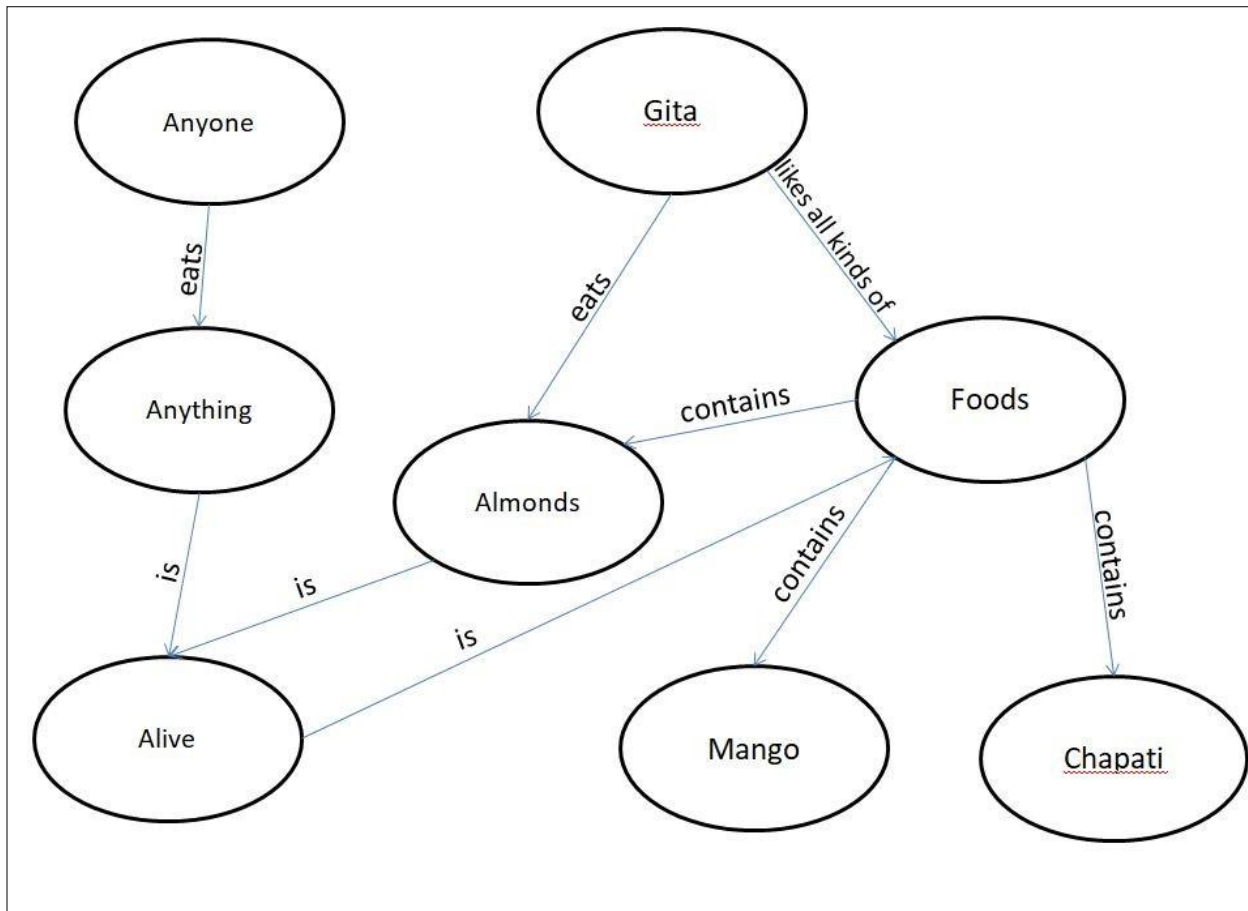 Anyone
Gita
likes all kinds of
eats
eats
Anything
Foods
contains
Almonds
contains
contains
is
is
is
Alive
Mango
Chapati